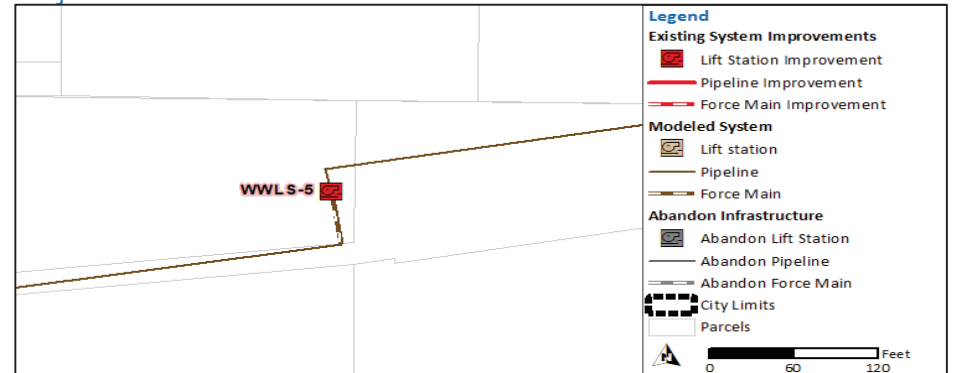 WWLS-5
Legend
Existing System Improvements
Lift Station Improvement
Pipeline Improvement
Force Main Improvement
Modeled System
Lift station
Pipeline
Force Main
Abandon Infrastructure
Abandon Lift Station
Abandon Pipeline
Abandon Force Main
City Limits
Parcels
Feet
0 60 120